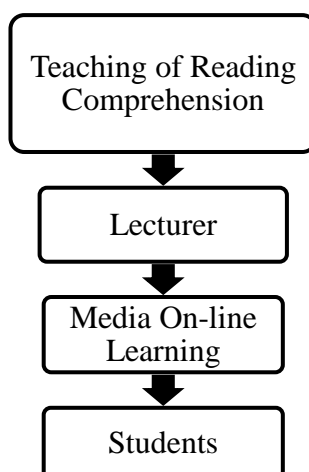 Teaching of Reading
Comprehension
Lecturer
Media On-line
Learning
Students